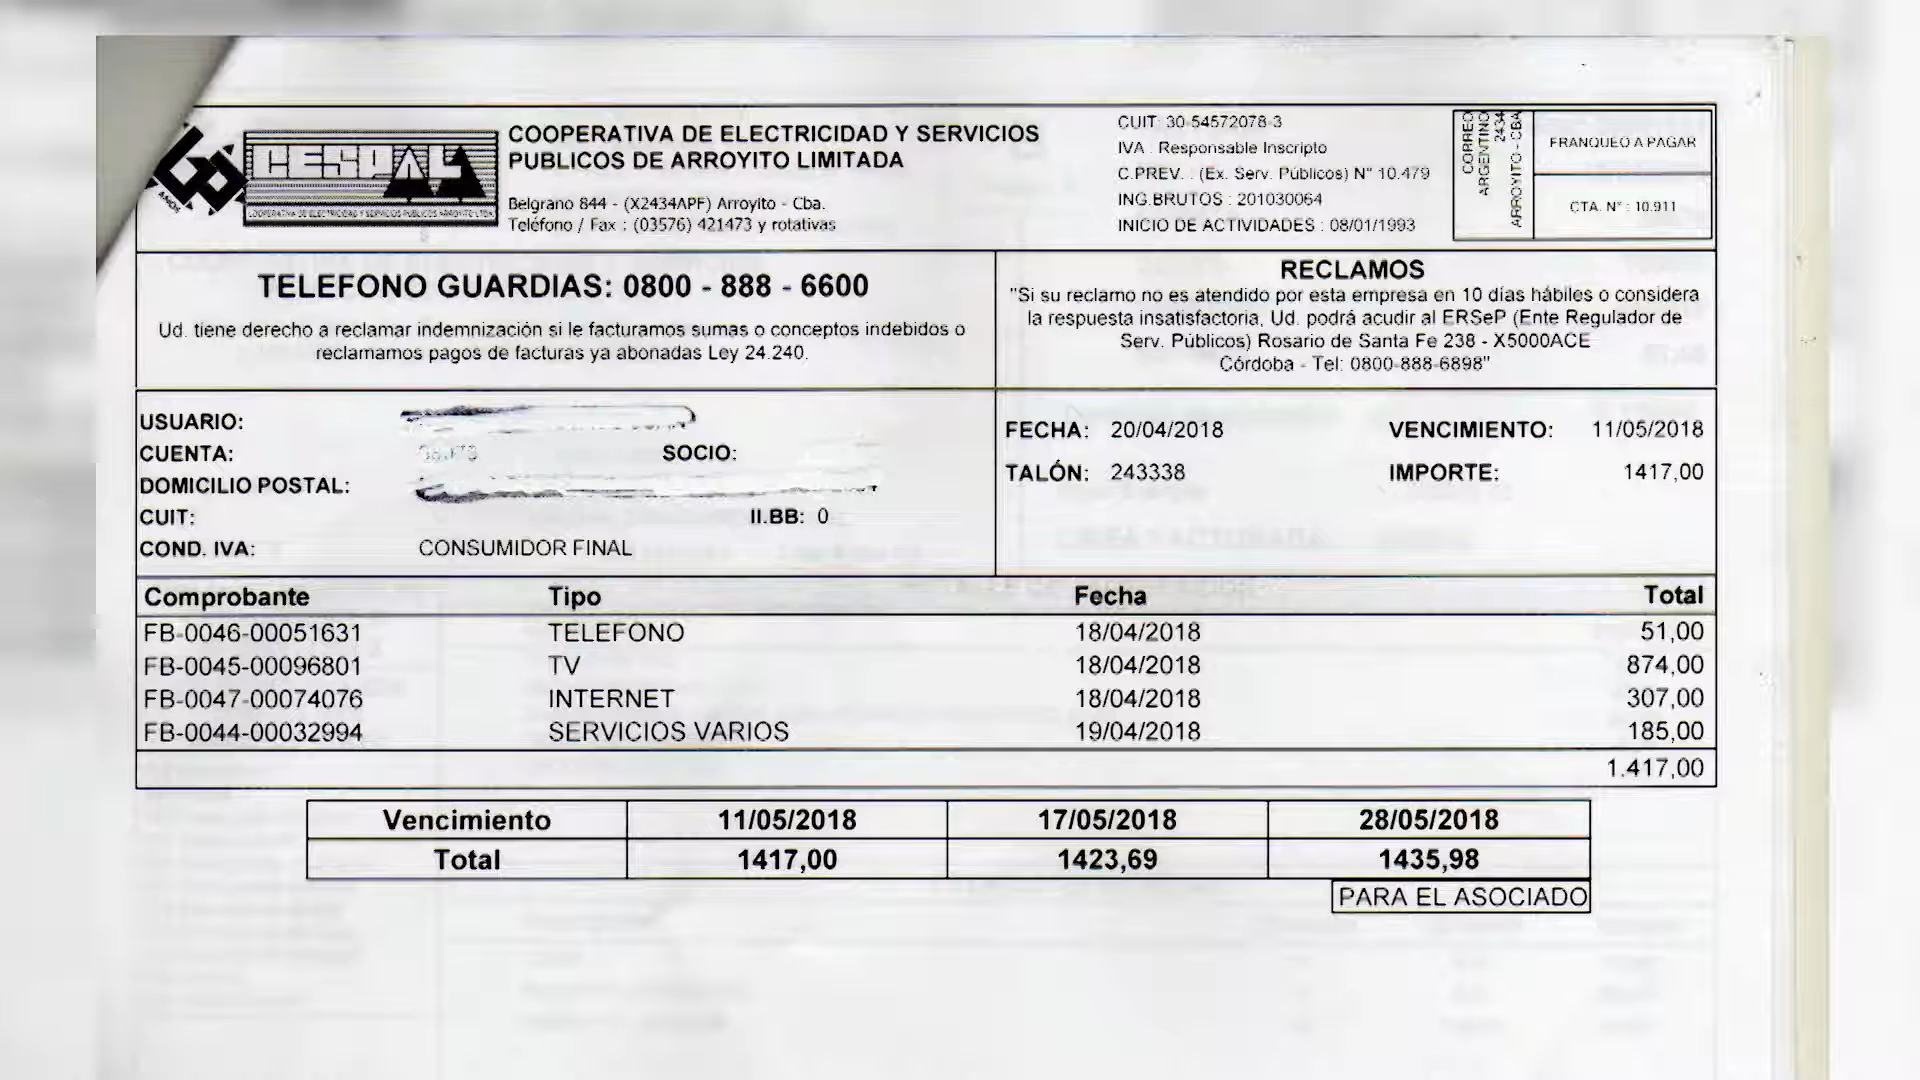 CESPAL
COOPERATIVA DE ELECTRICIDAD Y SERVICIOS PUBLICOS ARROYITO LTDA.
AÑOS
COOPERATIVA DE ELECTRICIDAD Y SERVICIOS
PUBLICOS DE ARROYITO LIMITADA
Belgrano 844 - (X2434APF) Arroyito - Cba.
Teléfono / Fax : (03576) 421473 y rotativas
CUIT: 30-54572078-3
IVA : Responsable Inscripto
C.PREV. : (Ex. Serv. Públicos) N° 10.479
ING.BRUTOS : 201030064
INICIO DE ACTIVIDADES : 08/01/1993
CORREO
ARGENTINO
2434
ARROYITO - CBA
FRANQUEO A PAGAR
CTA. N° : 10.911
TELEFONO GUARDIAS: 0800 - 888 - 6600
Ud. tiene derecho a reclamar indemnización si le facturamos sumas o conceptos indebidos o
reclamamos pagos de facturas ya abonadas Ley 24.240.
RECLAMOS
"Si su reclamo no es atendido por esta empresa en 10 días hábiles o considera
la respuesta insatisfactoria, Ud. podrá acudir al ERSeP (Ente Regulador de
Serv. Públicos) Rosario de Santa Fe 238 - X5000ACE
Córdoba - Tel: 0800-888-6898"
USUARIO:
CUENTA: SOCIO:
DOMICILIO POSTAL:
CUIT: II.BB: 0
COND. IVA: CONSUMIDOR FINAL
FECHA: 20/04/2018 VENCIMIENTO: 11/05/2018
TALÓN: 243338 IMPORTE: 1417,00
Comprobante Tipo Fecha Total
FB-0046-00051631 TELEFONO 18/04/2018 51,00
FB-0045-00096801 TV 18/04/2018 874,00
FB-0047-00074076 INTERNET 18/04/2018 307,00
FB-0044-00032994 SERVICIOS VARIOS 19/04/2018 185,00
1.417,00
Vencimiento 11/05/2018 17/05/2018 28/05/2018
Total 1417,00 1423,69 1435,98
PARA EL ASOCIADO